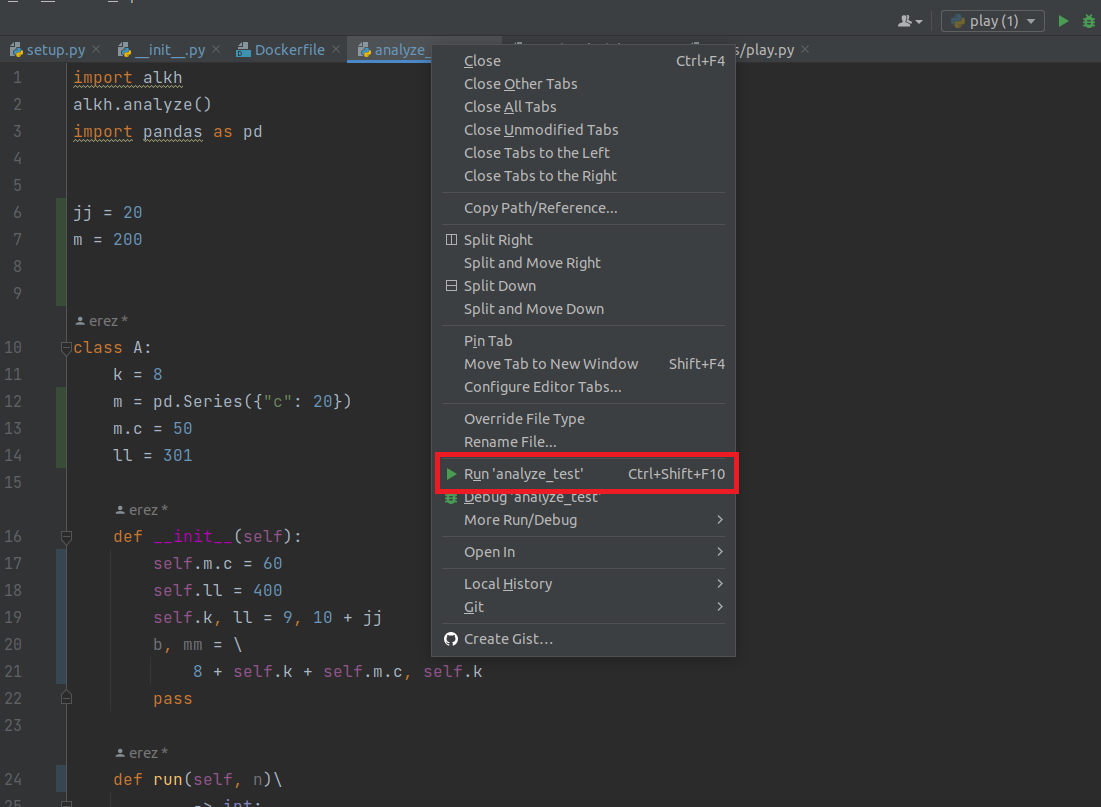 play (1)
setup.py
__init__.py
Dockerfile
analyze_
s/play.py
1 import alkh
2 alkh.analyze()
3 import pandas as pd
4
5
6 jj = 20
7 m = 200
8
9
erez *
10 class A:
11 k = 8
12 m = pd.Series({"c": 20})
13 m.c = 50
14 ll = 301
15
erez *
16 def __init__(self):
17 self.m.c = 60
18 self.ll = 400
19 self.k, ll = 9, 10 + jj
20 b, mm = \
21 8 + self.k + self.m.c, self.k
22 pass
23
erez *
24 def run(self, n)\
25 -> int:
Close Ctrl+F4
Close Other Tabs
Close All Tabs
Close Unmodified Tabs
Close Tabs to the Left
Close Tabs to the Right
Copy Path/Reference...
Split Right
Split and Move Right
Split Down
Split and Move Down
Pin Tab
Move Tab to New Window Shift+F4
Configure Editor Tabs...
Override File Type
Rename File...
Run 'analyze_test' Ctrl+Shift+F10
Debug 'analyze_test'
More Run/Debug
Open In
Local History
Git
Create Gist...